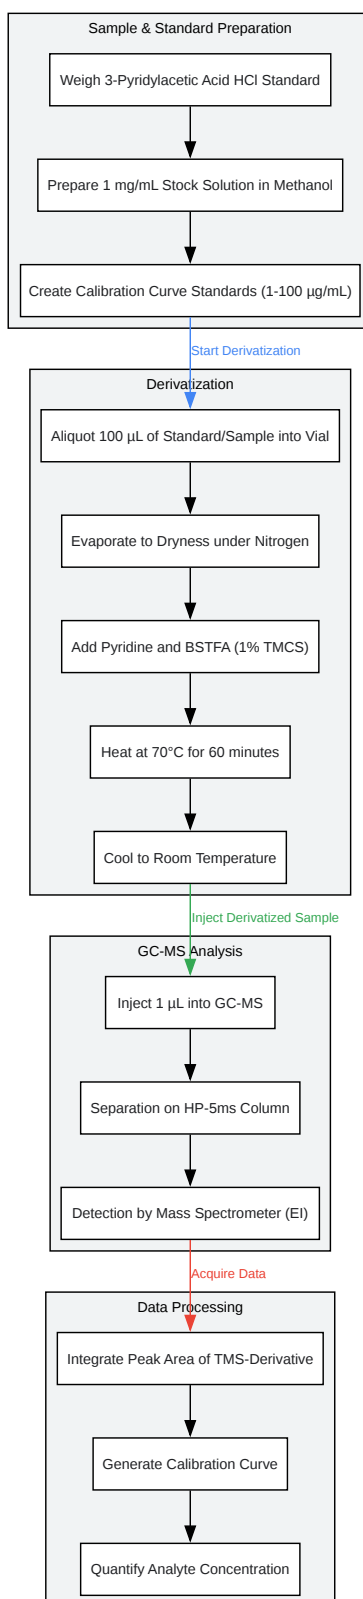 Sample & Standard Preparation
Weigh 3-Pyridylacetic Acid HCl Standard
Prepare 1 mg/mL Stock Solution in Methanol
Create Calibration Curve Standards (1-100 µg/mL)
Start Derivatization
Derivatization
Aliquot 100 µL of Standard/Sample into Vial
Evaporate to Dryness under Nitrogen
Add Pyridine and BSTFA (1% TMCS)
Heat at 70°C for 60 minutes
Cool to Room Temperature
Inject Derivatized Sample
GC-MS Analysis
Inject 1 µL into GC-MS
Separation on HP-5ms Column
Detection by Mass Spectrometer (EI)
Acquire Data
Data Processing
Integrate Peak Area of TMS-Derivative
Generate Calibration Curve
Quantify Analyte Concentration